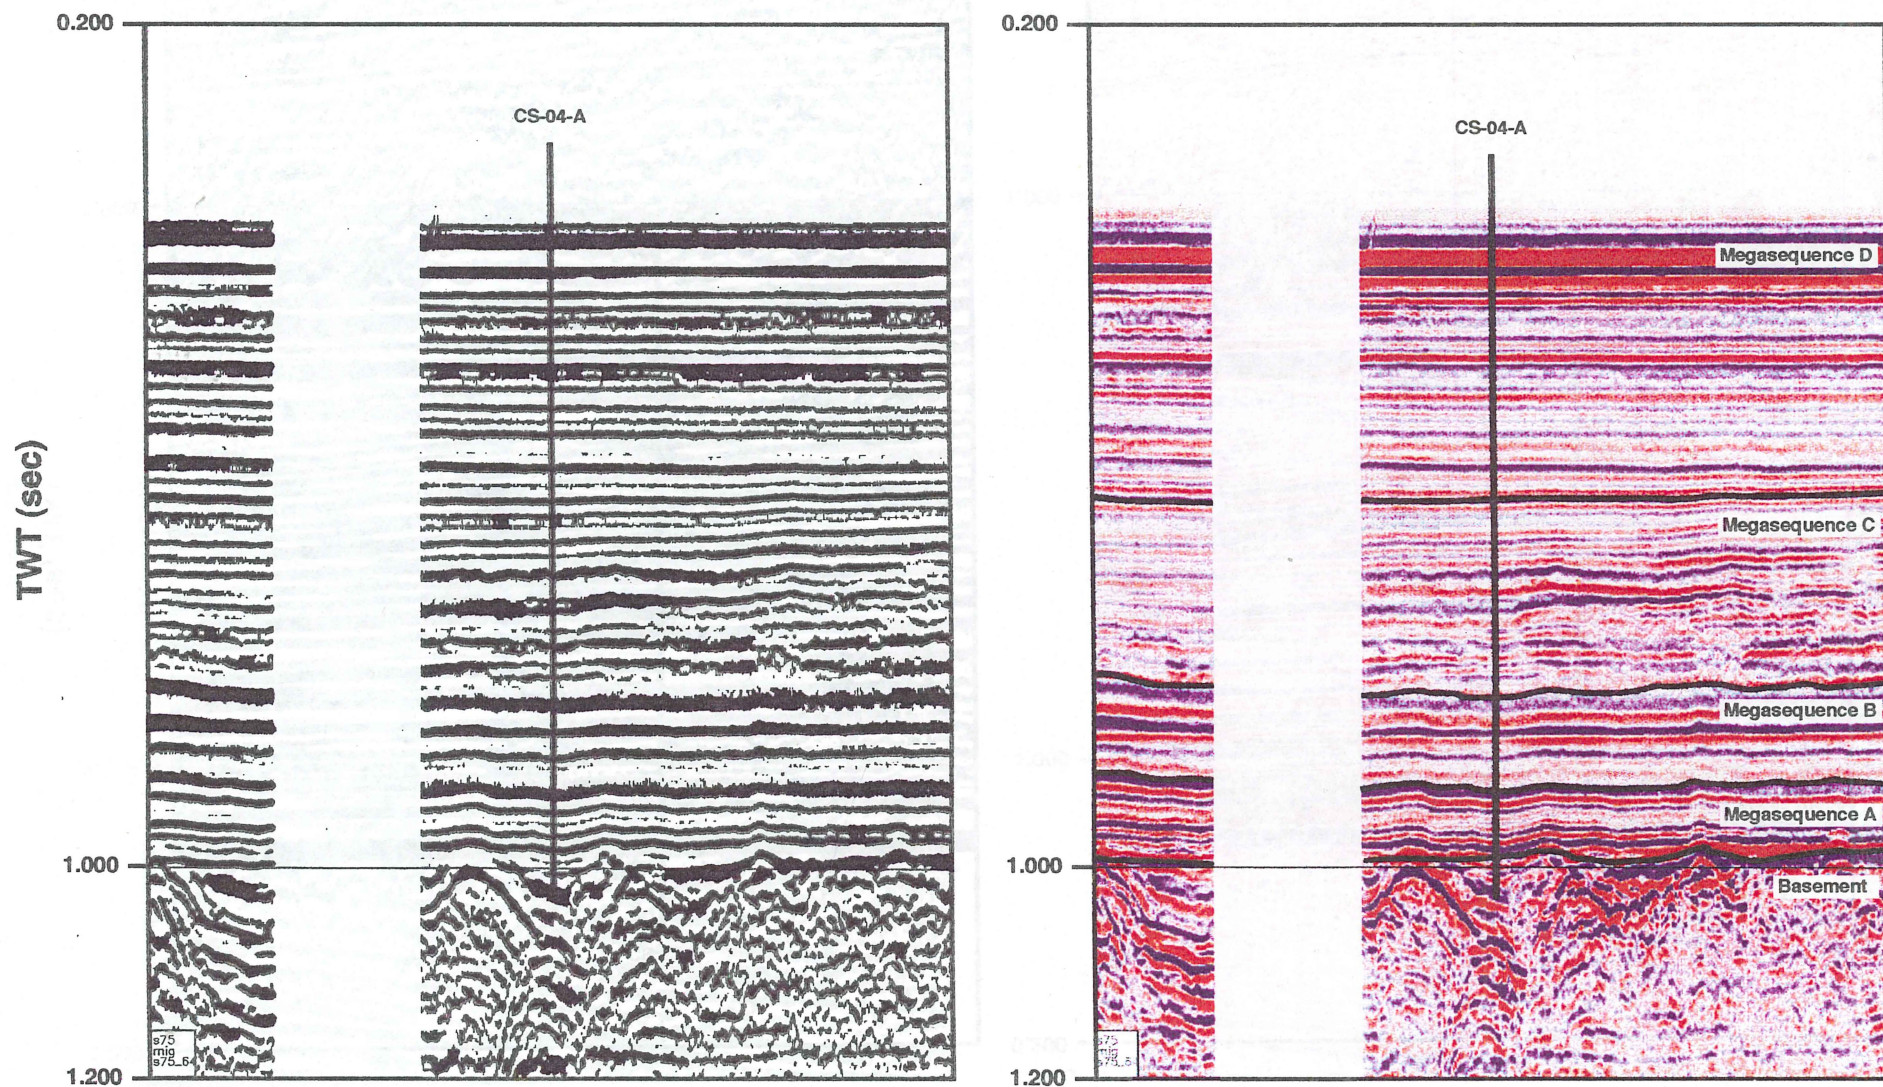 0.200
CS-04-A
TWT (sec)
1.000
1.200
s75
mig
s75_64
0.200
CS-04-A
Megasequence D
Megasequence C
Megasequence B
Megasequence A
1.000
Basement
1.200
s75
mig